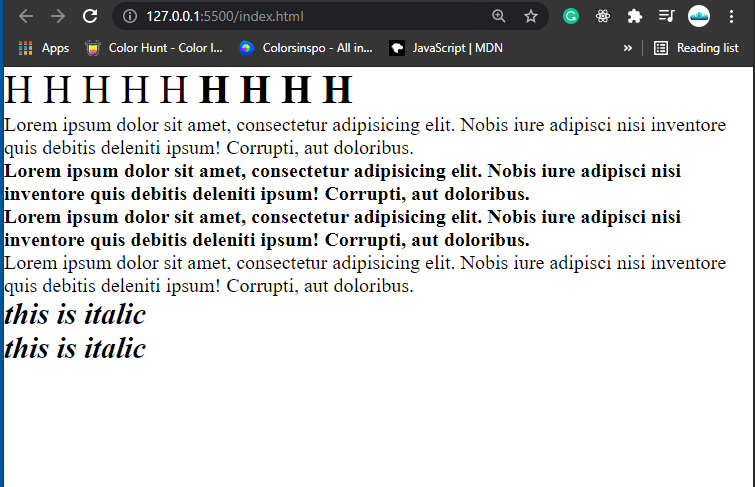 127.0.0.1:5500/index.html
Apps Color Hunt - Color I... Colorsinspo - All in... JavaScript | MDN » Reading list
H H H H H H H H H
Lorem ipsum dolor sit amet, consectetur adipisicing elit. Nobis iure adipisci nisi inventore
quis debitis deleniti ipsum! Corrupti, aut doloribus.
Lorem ipsum dolor sit amet, consectetur adipisicing elit. Nobis iure adipisci nisi
inventore quis debitis deleniti ipsum! Corrupti, aut doloribus.
Lorem ipsum dolor sit amet, consectetur adipisicing elit. Nobis iure adipisci nisi
inventore quis debitis deleniti ipsum! Corrupti, aut doloribus.
Lorem ipsum dolor sit amet, consectetur adipisicing elit. Nobis iure adipisci nisi inventore
quis debitis deleniti ipsum! Corrupti, aut doloribus.
this is italic
this is italic